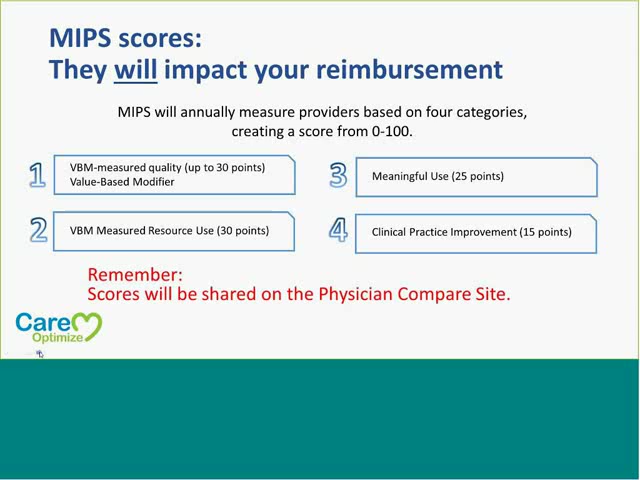 MIPS scores:
They will impact your reimbursement
MIPS will annually measure providers based on four categories,
creating a score from 0-100.
1 VBM-measured quality (up to 30 points)
Value-Based Modifier
2 VBM Measured Resource Use (30 points)
3 Meaningful Use (25 points)
4 Clinical Practice Improvement (15 points)
Remember:
Scores will be shared on the Physician Compare Site.
Care
Optimize